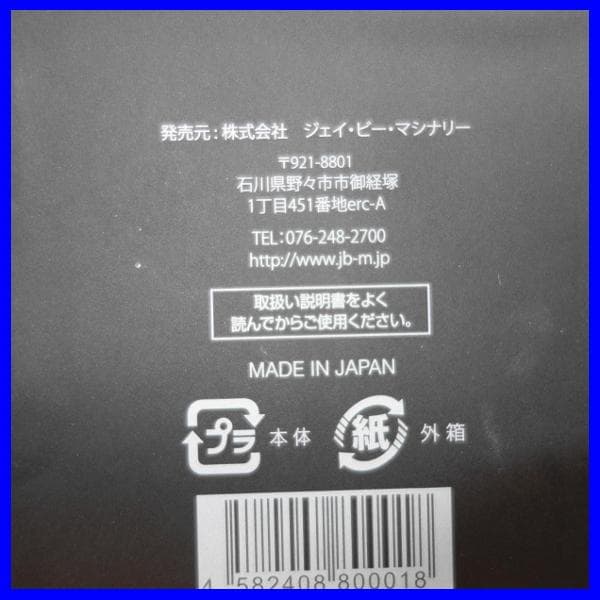 発売元：株式会社　ジェイ・ビー・マシナリー
〒921-8801
石川県野々市市御経塚
1丁目451番地erc-A
TEL：076-248-2700
http://www.jb-m.jp
取扱い説明書をよく
読んでからご使用ください。
MADE IN JAPAN
プラ 本体 紙 外箱
4 582408 800018